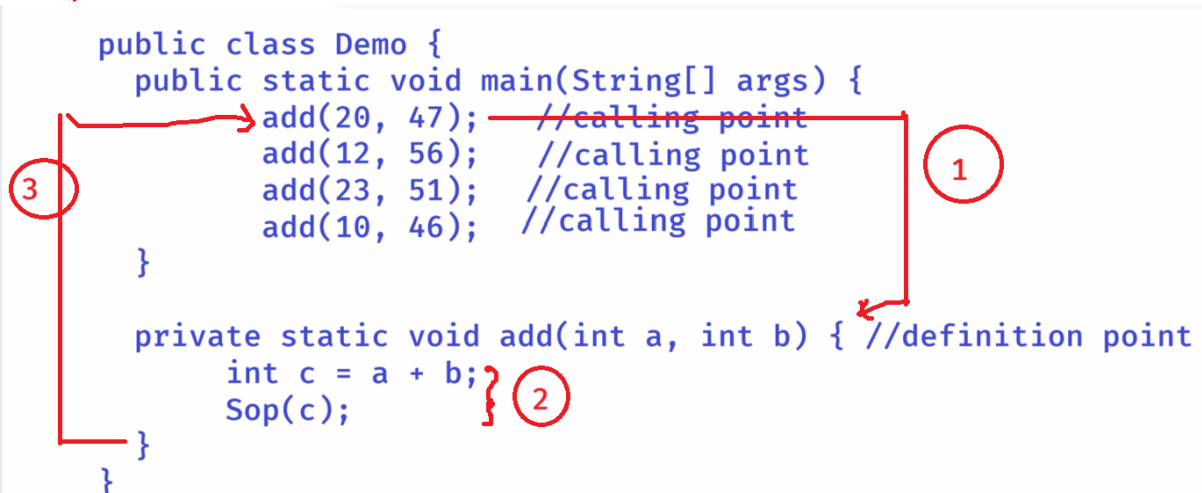 public class Demo {
public static void main(String[] args) {
add(20, 47); //calling point
add(12, 56); //calling point
1
add(23, 51); //calling point
3
add(10, 46); //calling point
}
private static void add(int a, int b) { //definition point
int c = a + b;
2
Sop(c);
}
}